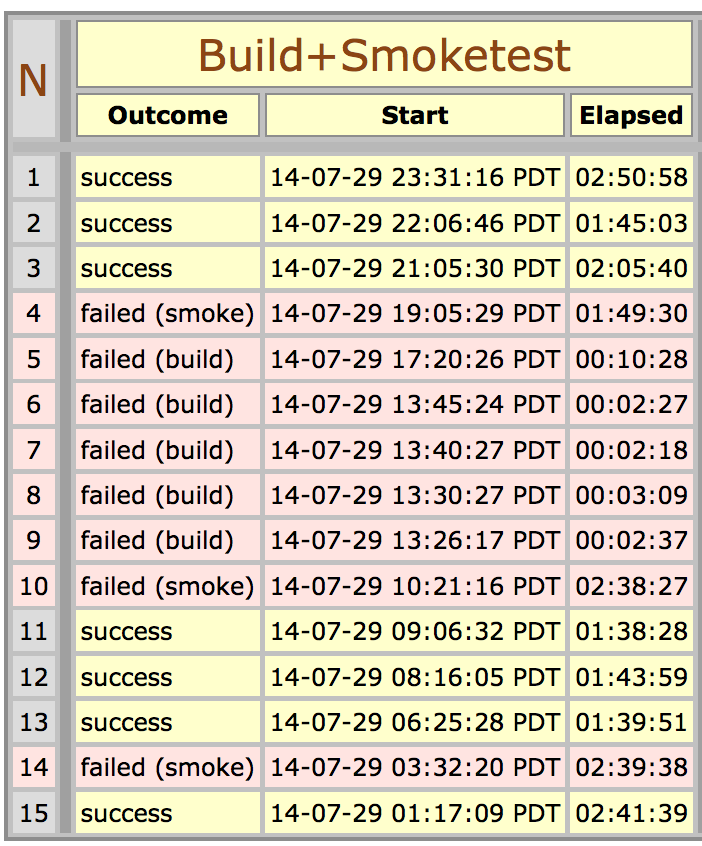 N
Build+Smoketest
Outcome Start Elapsed
1 success 14-07-29 23:31:16 PDT 02:50:58
2 success 14-07-29 22:06:46 PDT 01:45:03
3 success 14-07-29 21:05:30 PDT 02:05:40
4 failed (smoke) 14-07-29 19:05:29 PDT 01:49:30
5 failed (build) 14-07-29 17:20:26 PDT 00:10:28
6 failed (build) 14-07-29 13:45:24 PDT 00:02:27
7 failed (build) 14-07-29 13:40:27 PDT 00:02:18
8 failed (build) 14-07-29 13:30:27 PDT 00:03:09
9 failed (build) 14-07-29 13:26:17 PDT 00:02:37
10 failed (smoke) 14-07-29 10:21:16 PDT 02:38:27
11 success 14-07-29 09:06:32 PDT 01:38:28
12 success 14-07-29 08:16:05 PDT 01:43:59
13 success 14-07-29 06:25:28 PDT 01:39:51
14 failed (smoke) 14-07-29 03:32:20 PDT 02:39:38
15 success 14-07-29 01:17:09 PDT 02:41:39